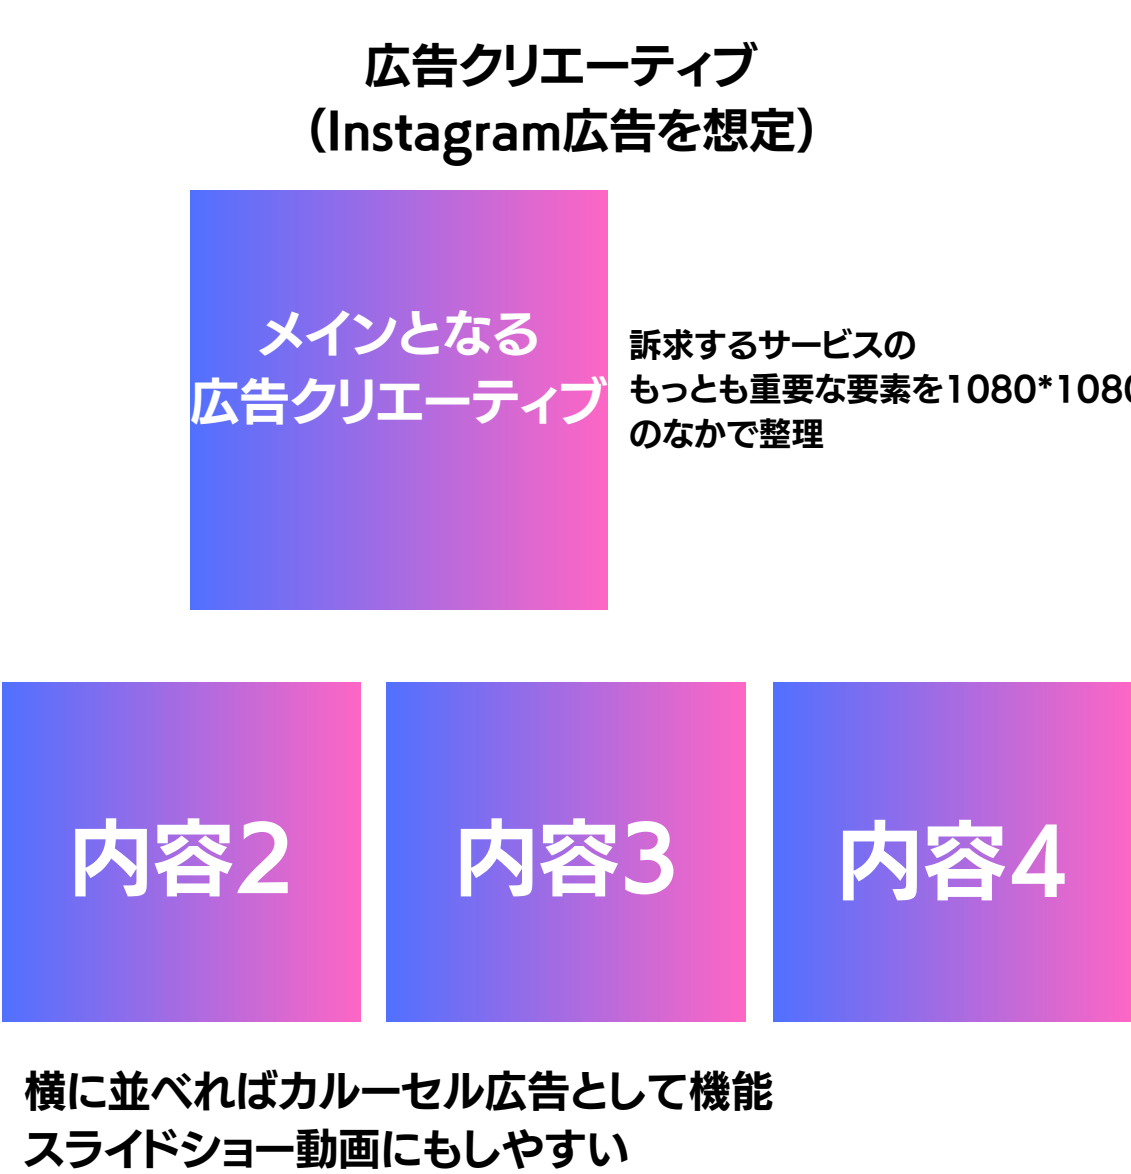 広告クリエーティブ
（Instagram広告を想定）
メインとなる
広告クリエーティブ
訴求するサービスの
もっとも重要な要素を1080*1080
のなかで整理
内容2
内容3
内容4
横に並べればカルーセル広告として機能
スライドショー動画にもしやすい